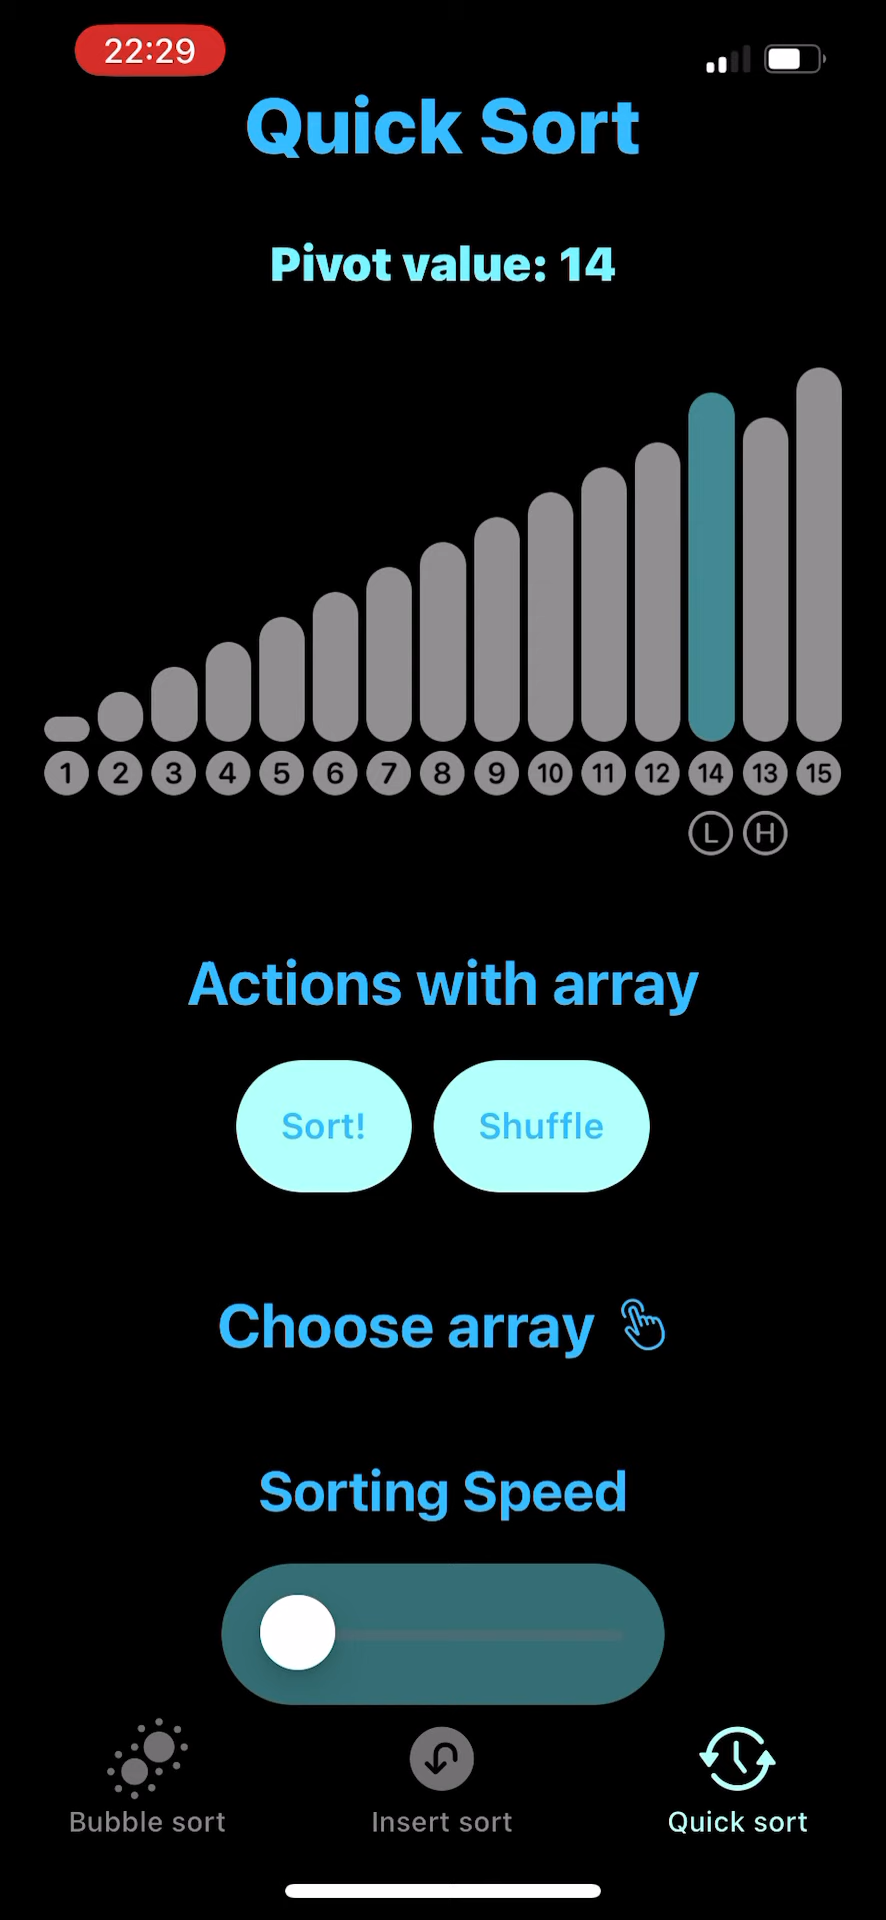 22:29
Quick Sort
Pivot value: 14
1 2 3 4 5 6 7 8 9 10 11 12 14 13 15
L H
Actions with array
Sort! Shuffle
Choose array
Sorting Speed
Bubble sort Insert sort Quick sort